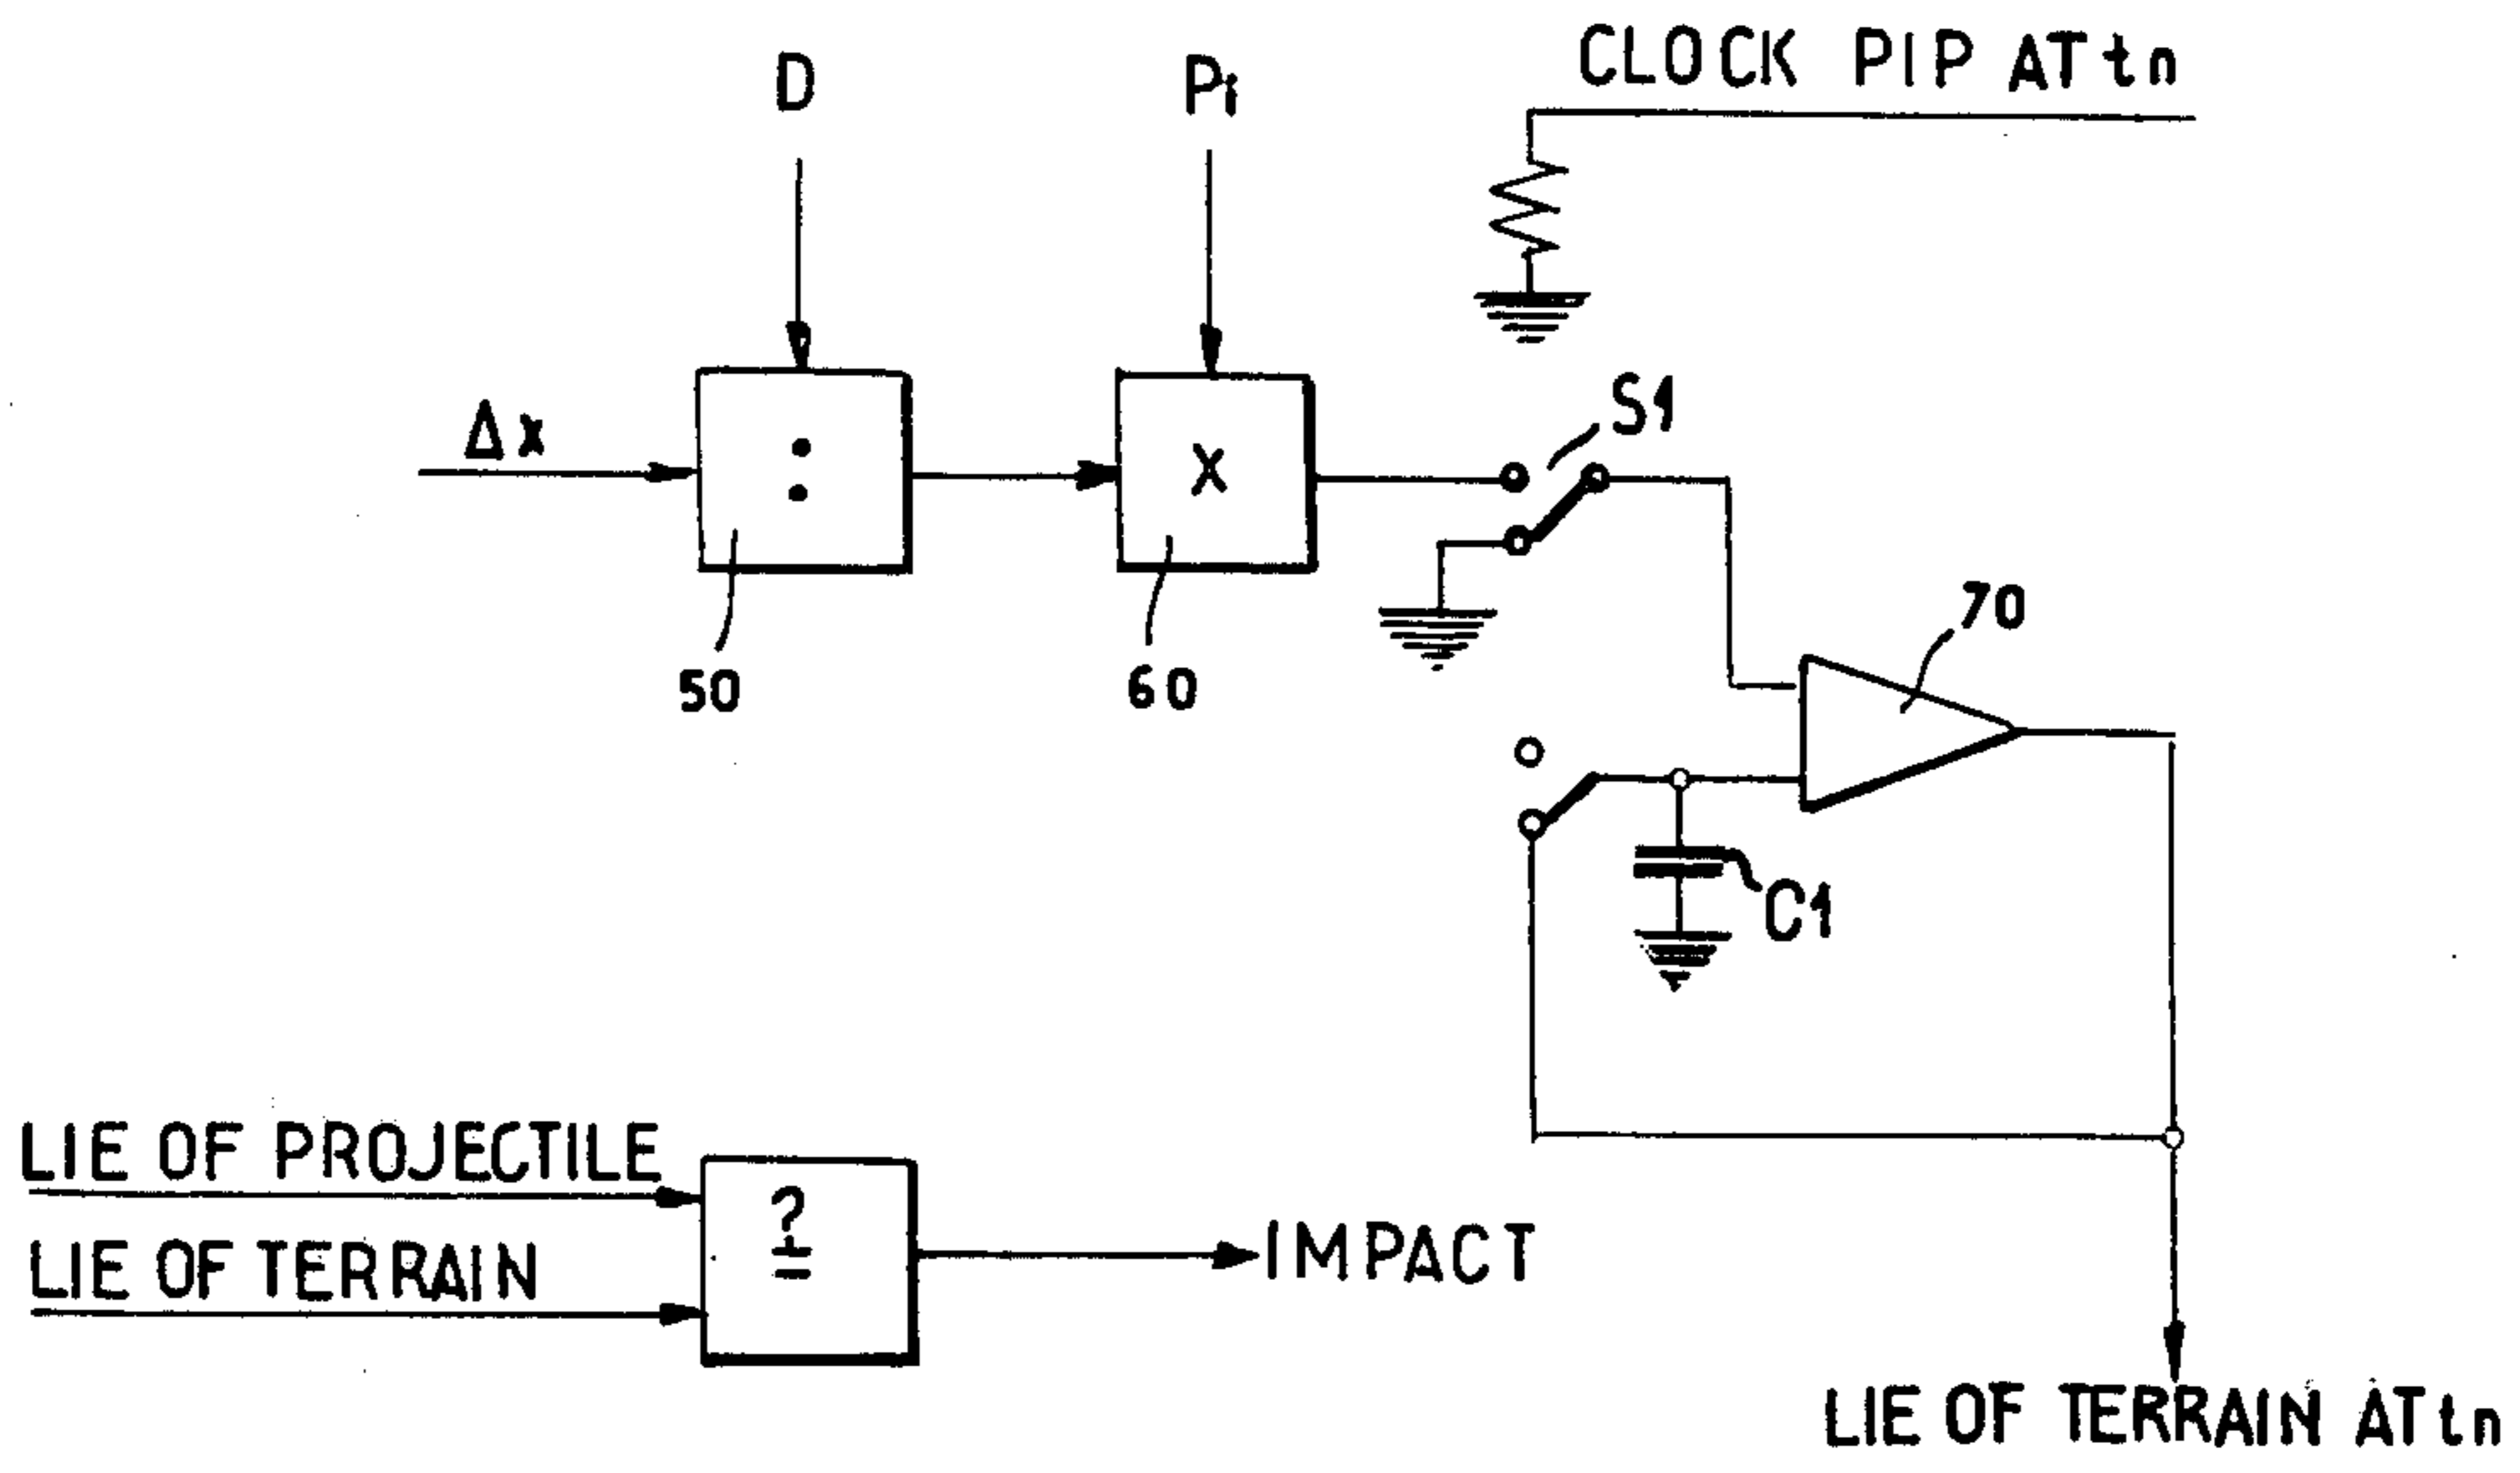 CLOCK PIP AT tn
D
Pi
Δx
:
X
S1
50
60
70
C1
LIE OF PROJECTILE
LIE OF TERRAIN
?
=
IMPACT
LIE OF TERRAIN AT tn